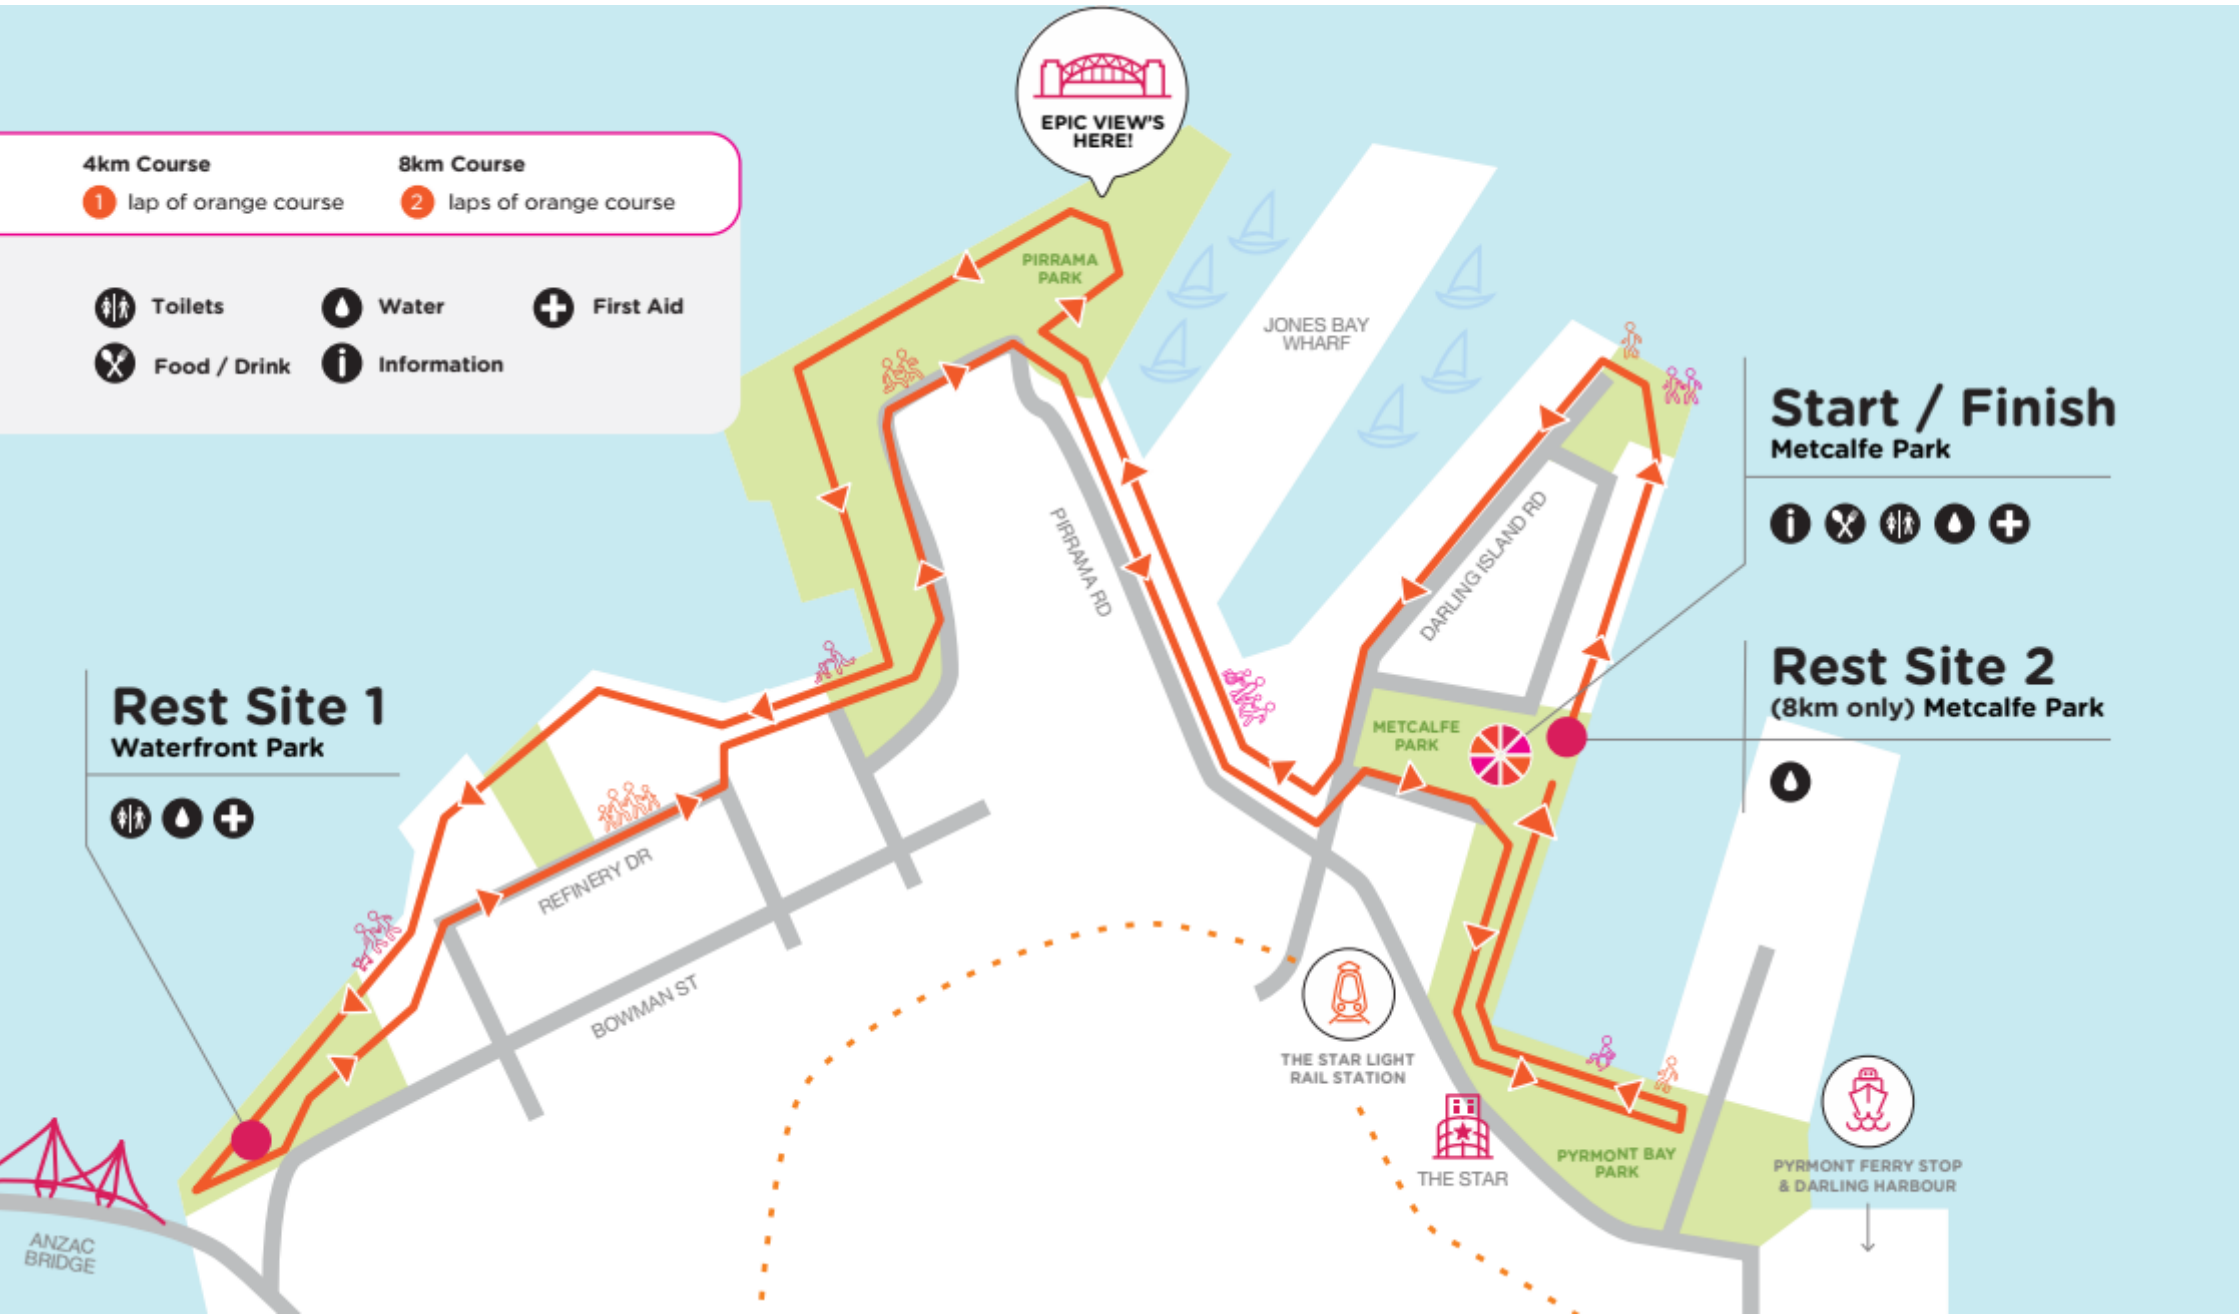 EPIC VIEW'S
HERE!
4km Course
1 lap of orange course
8km Course
2 laps of orange course
Toilets
Water
First Aid
Food / Drink
Information
PIRRAMA
PARK
JONES BAY
WHARF
Start / Finish
Metcalfe Park
PIRRAMA RD
DARLING ISLAND RD
Rest Site 2
(8km only) Metcalfe Park
Rest Site 1
Waterfront Park
METCALFE
PARK
REFINERY DR
BOWMAN ST
THE STAR LIGHT
RAIL STATION
THE STAR
PYRMONT BAY
PARK
PYRMONT FERRY STOP
& DARLING HARBOUR
ANZAC
BRIDGE